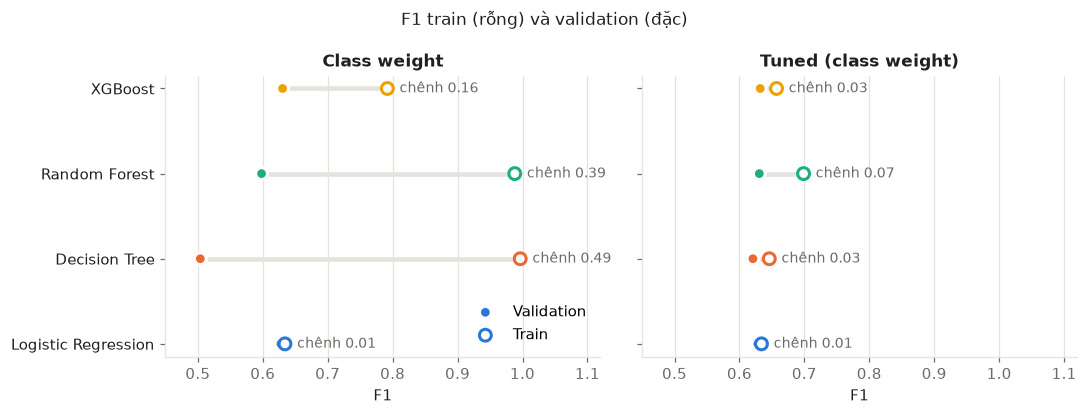 F1 train (rỗng) và validation (đặc)
Class weight
XGBoost
Random Forest
Decision Tree
Logistic Regression
chênh 0.16
chênh 0.39
chênh 0.49
chênh 0.01
Validation
Train
0.5 0.6 0.7 0.8 0.9 1.0 1.1
F1
Tuned (class weight)
chênh 0.03
chênh 0.07
chênh 0.03
chênh 0.01
0.5 0.6 0.7 0.8 0.9 1.0 1.1
F1